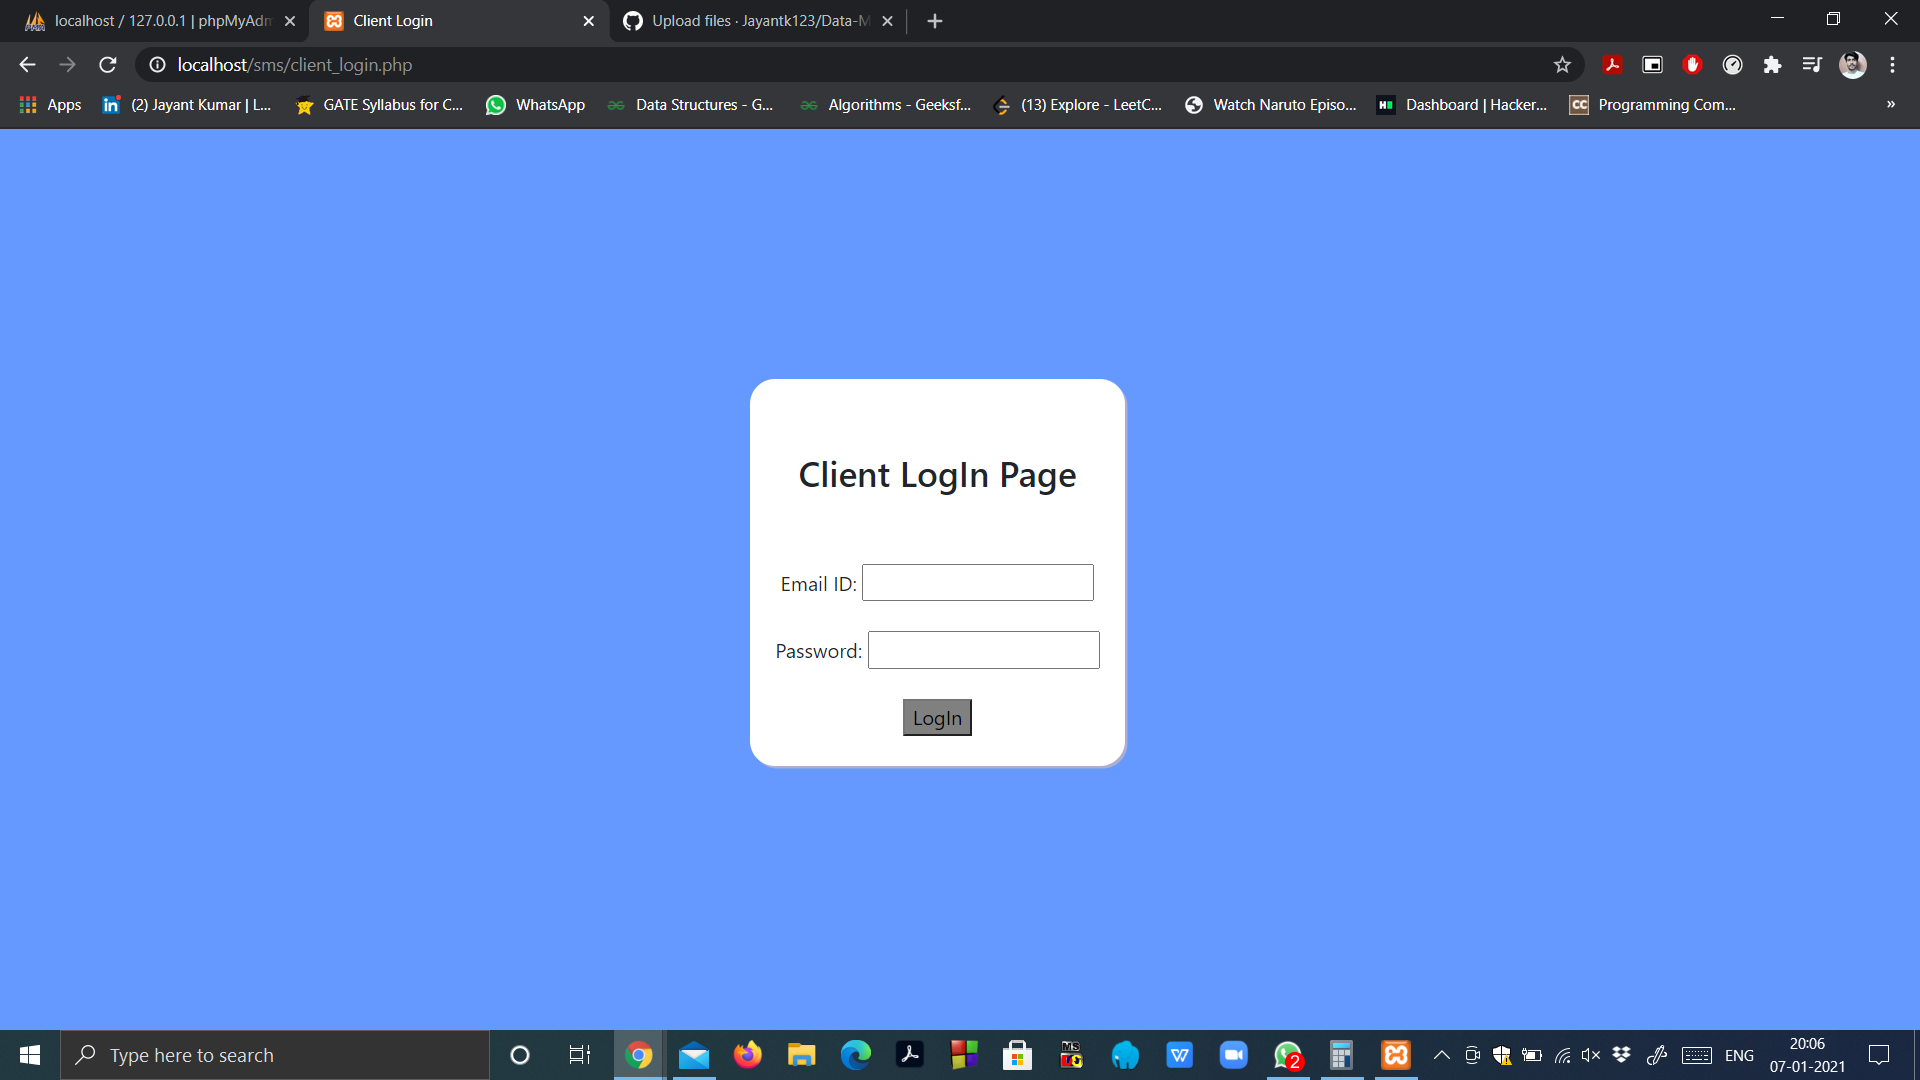 localhost / 127.0.0.1 | phpMyAdm
Client Login
Upload files · Jayantk123/Data-M
localhost/sms/client_login.php
Apps
(2) Jayant Kumar | L...
GATE Syllabus for C...
WhatsApp
Data Structures - G...
Algorithms - Geeksf...
(13) Explore - LeetC...
Watch Naruto Episo...
Dashboard | Hacker...
CC
Programming Com...
»
Client LogIn Page
Email ID:
Password:
LogIn
Type here to search
2
ENG
20:06
07-01-2021